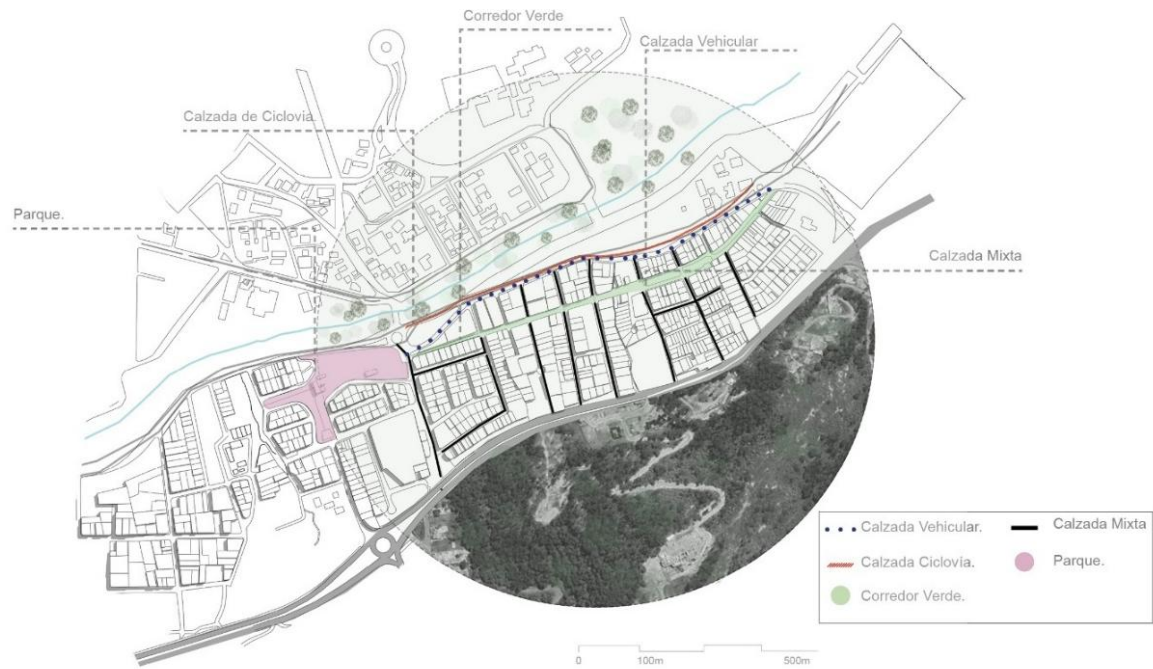 Corredor Verde
Calzada Vehicular
Calzada de Ciclovia.
Parque.
Calzada Mixta
Calzada Vehicular.
Calzada Mixta
Calzada Ciclovia.
Parque.
Corredor Verde.
0 100m 500m